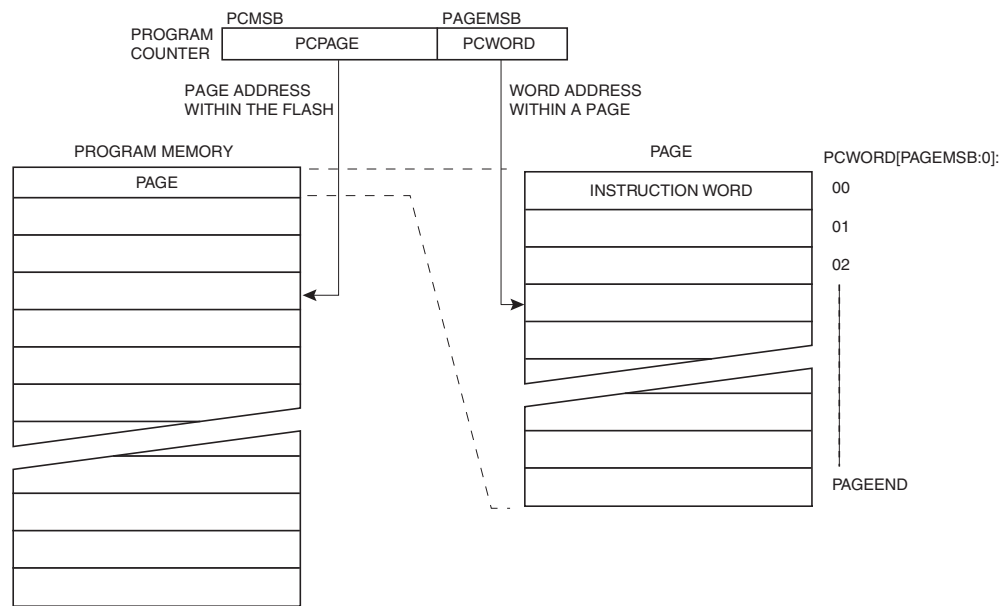 PCMSB
PAGEMSB
PROGRAM
COUNTER
PCPAGE
PCWORD
PAGE ADDRESS
WITHIN THE FLASH
WORD ADDRESS
WITHIN A PAGE
PROGRAM MEMORY
PAGE
PAGE
PCWORD[PAGEMSB:0]:
INSTRUCTION WORD
00
01
02
PAGEEND